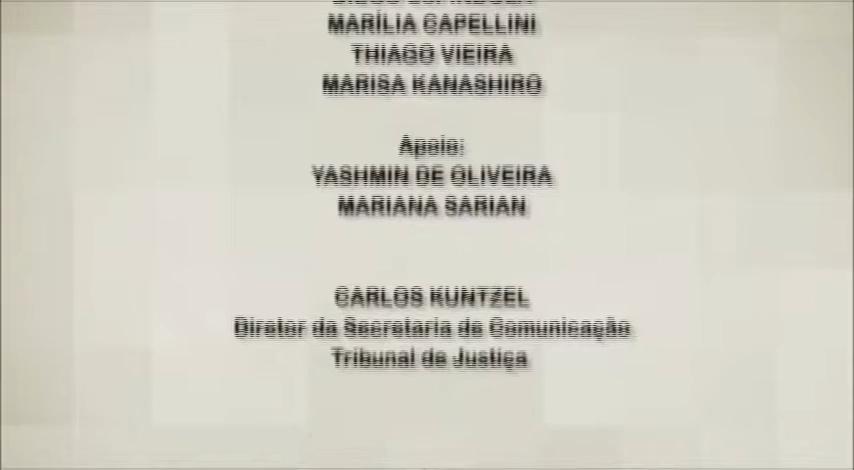 MARÍLIA CAPELLINI
THIAGO VIEIRA
MARISA KANASHIRO
Apoio:
YASHMIN DE OLIVEIRA
MARIANA SARIAN
CARLOS KUNTZEL
Diretor da Secretaria de Comunicação
Tribunal de Justiça